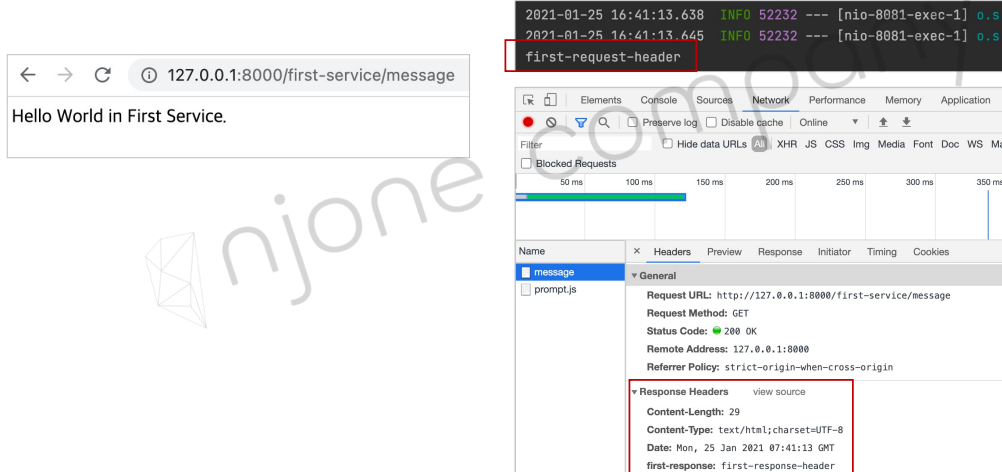 127.0.0.1:8000/first-service/message
Hello World in First Service.
2021-01-25 16:41:13.638 INFO 52232 --- [nio-8081-exec-1] o.s
2021-01-25 16:41:13.645 INFO 52232 --- [nio-8081-exec-1] o.s
first-request-header
Elements Console Sources Network Performance Memory Application
Preserve log Disable cache Online
Filter Hide data URLs All XHR JS CSS Img Media Font Doc WS Ma
Blocked Requests
50 ms 100 ms 150 ms 200 ms 250 ms 300 ms 350 ms
Name × Headers Preview Response Initiator Timing Cookies
message
prompt.js
General
Request URL: http://127.0.0.1:8000/first-service/message
Request Method: GET
Status Code: 200 OK
Remote Address: 127.0.0.1:8000
Referrer Policy: strict-origin-when-cross-origin
Response Headers view source
Content-Length: 29
Content-Type: text/html;charset=UTF-8
Date: Mon, 25 Jan 2021 07:41:13 GMT
first-response: first-response-header
njone company